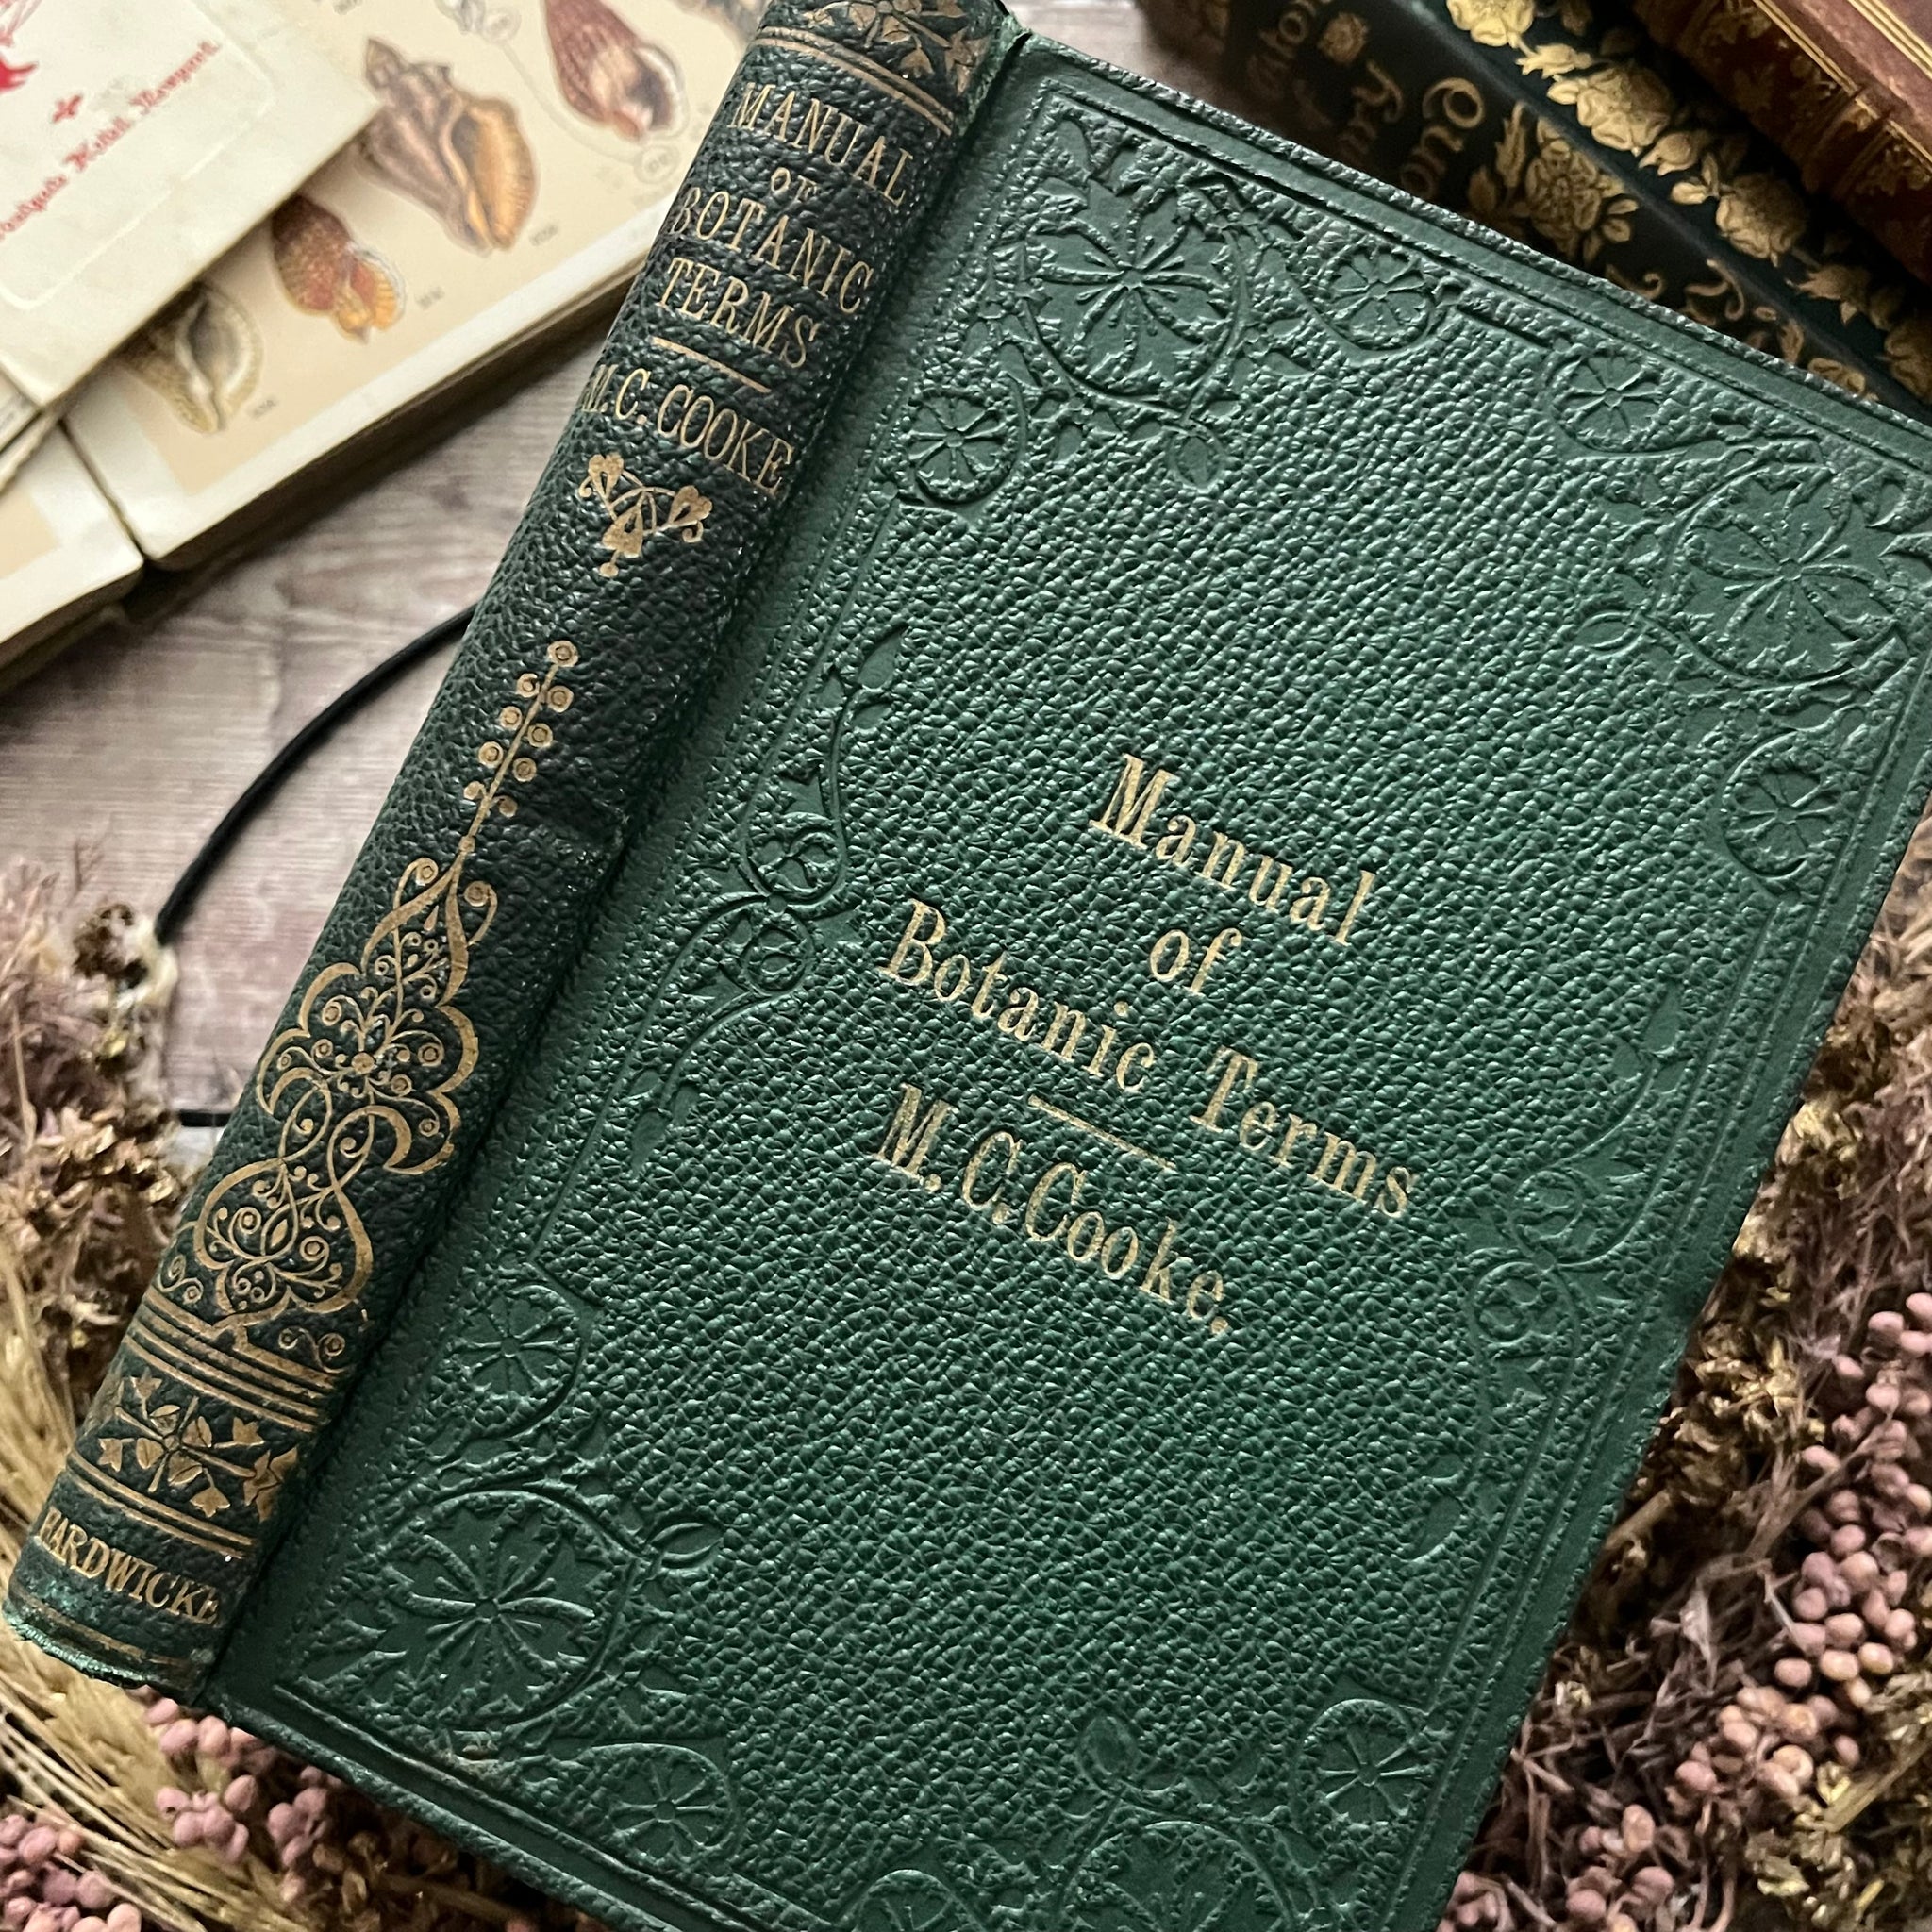 MANUAL
OF
BOTANIC
TERMS
M. C. COOKE
HARDWICKE
Manual
of
Botanic Terms
M. C. Cooke.